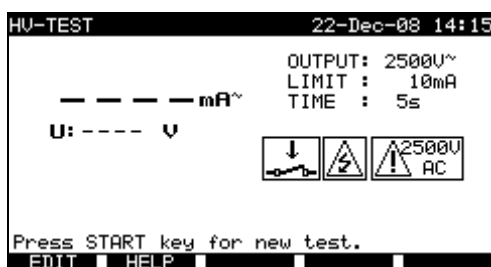 HV-TEST 22-Dec-08 14:15
OUTPUT: 2500V~
LIMIT : 10mA
---- mA~ TIME : 5s
U:---- V
2500V
AC
Press START key for new test.
EDIT HELP